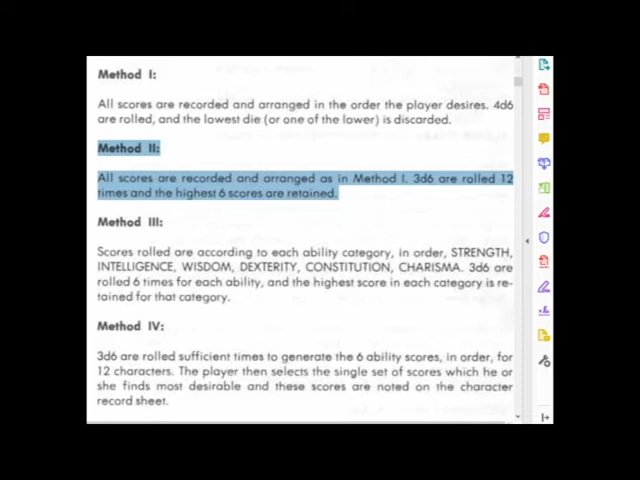 Method I:
All scores are recorded and arranged in the order the player desires. 4d6
are rolled, and the lowest die (or one of the lower) is discarded.
Method II:
All scores are recorded and arranged as in Method I. 3d6 are rolled 12
times and the highest 6 scores are retained.
Method III:
Scores rolled are according to each ability category, in order, STRENGTH,
INTELLIGENCE, WISDOM, DEXTERITY, CONSTITUTION, CHARISMA. 3d6 are
rolled 6 times for each ability, and the highest score in each category is re-
tained for that category.
Method IV:
3d6 are rolled sufficient times to generate the 6 ability scores, in order, for
12 characters. The player then selects the single set of scores which he or
she finds most desirable and these scores are noted on the character
record sheet.